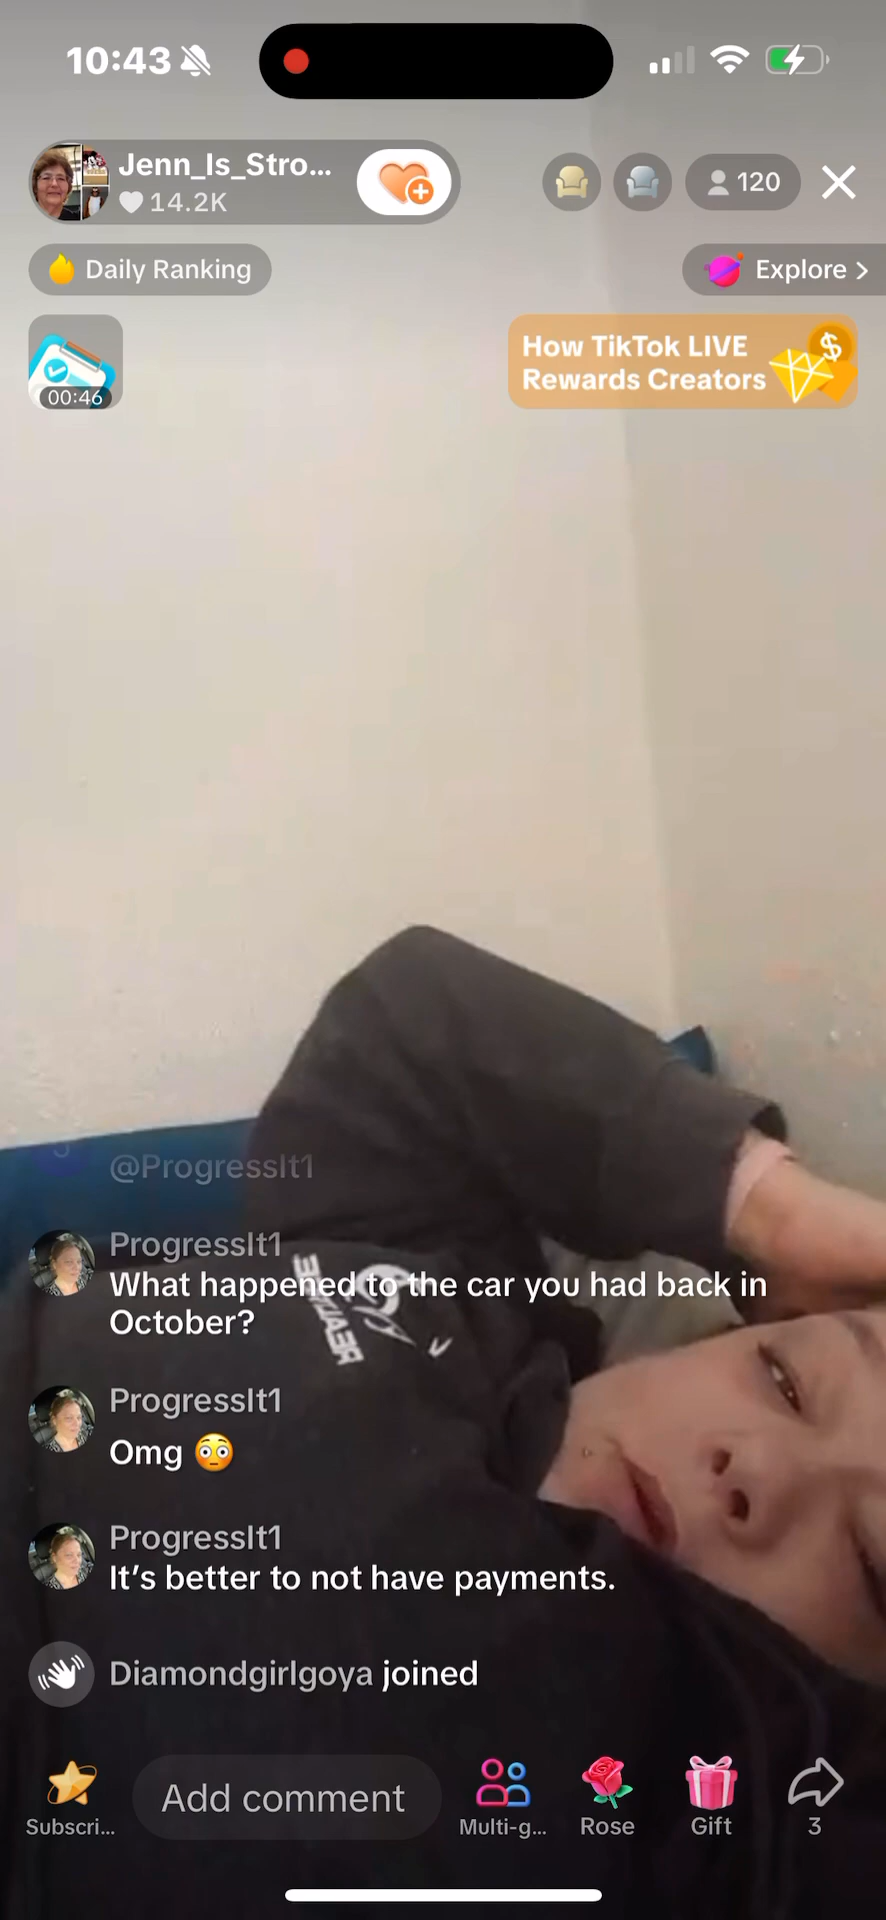 10:43
Jenn_Is_Stro...
14.2K
120
Daily Ranking
Explore >
00:46
How TikTok LIVE
Rewards Creators
@ProgressIt1
ProgressIt1
What happened to the car you had back in
October?
ProgressIt1
Omg 😳
ProgressIt1
It's better to not have payments.
Diamondgirlgoya joined
Add comment
Subscri...
Multi-g...
Rose
Gift
3